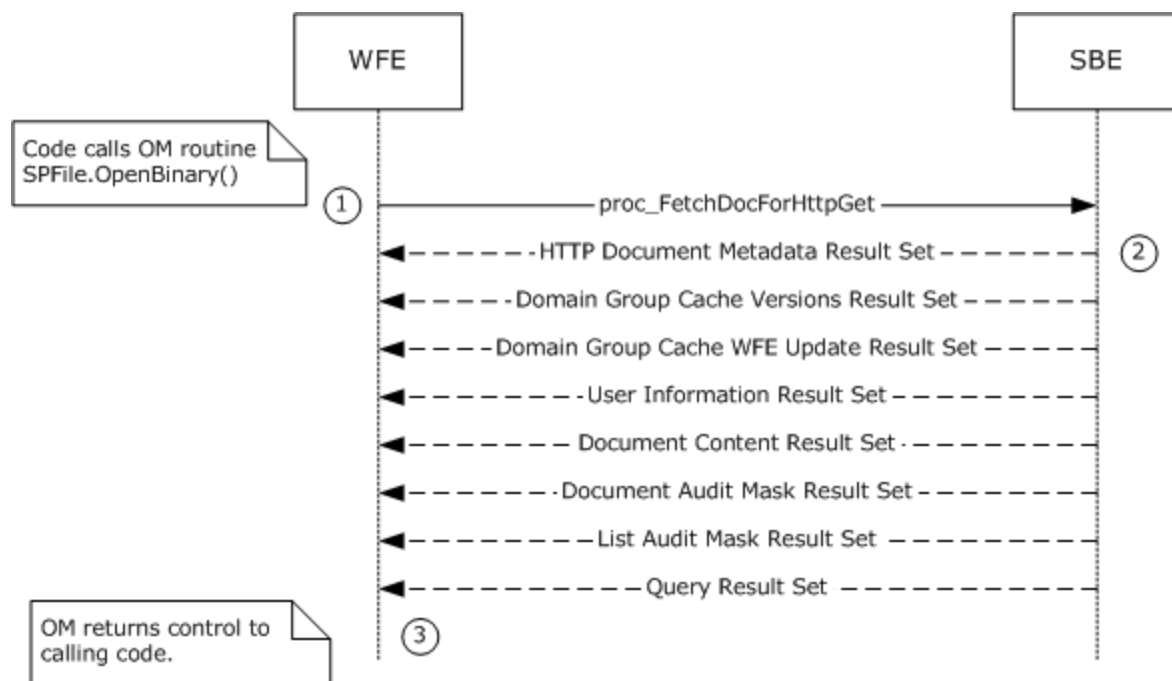 WFE
SBE
Code calls OM routine
SPFile.OpenBinary()
1
proc_FetchDocForHttpGet
HTTP Document Metadata Result Set
2
Domain Group Cache Versions Result Set
Domain Group Cache WFE Update Result Set
User Information Result Set
Document Content Result Set
Document Audit Mask Result Set
List Audit Mask Result Set
Query Result Set
OM returns control to
calling code.
3